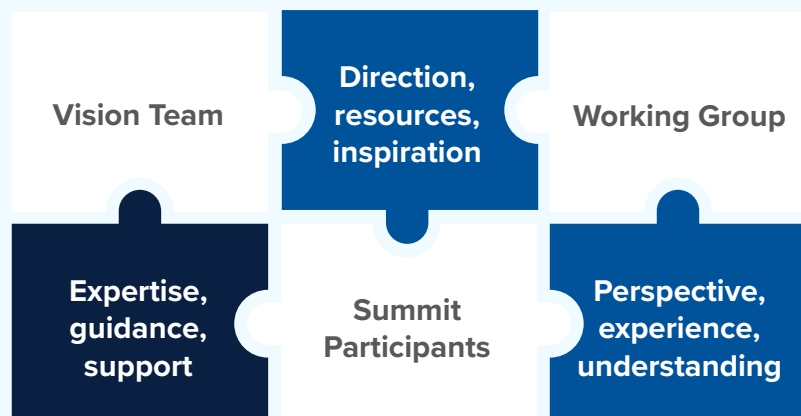 Vision Team
Direction,
resources,
inspiration
Working Group
Expertise,
guidance,
support
Summit
Participants
Perspective,
experience,
understanding